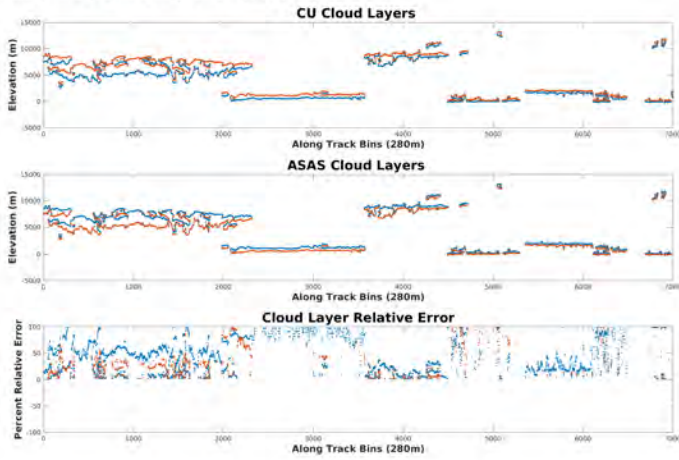 CU Cloud Layers
15000
10000
5000
0
-5000
Elevation (m)
0 1000 2000 3000 4000 5000 6000 7000
Along Track Bins (280m)
ASAS Cloud Layers
15000
10000
5000
0
-5000
Elevation (m)
0 1000 2000 3000 4000 5000 6000 7000
Along Track Bins (280m)
Cloud Layer Relative Error
100
50
0
-50
-100
Percent Relative Error
0 1000 2000 3000 4000 5000 6000 7000
Along Track Bins (280m)